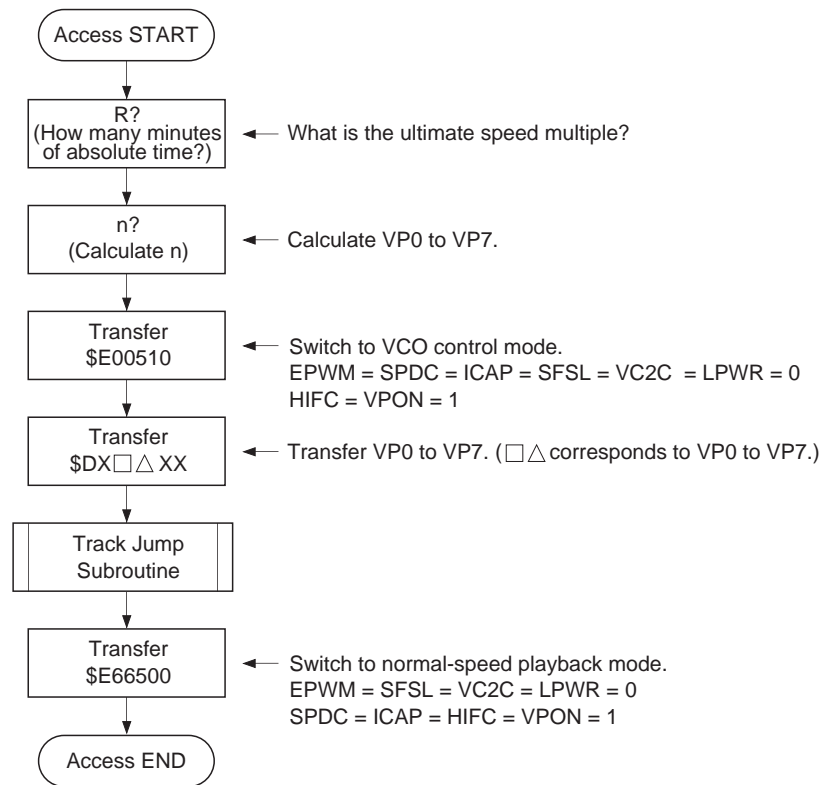 Access START
R?
(How many minutes
of absolute time?)
What is the ultimate speed multiple?
n?
(Calculate n)
Calculate VP0 to VP7.
Transfer
$E00510
Switch to VCO control mode.
EPWM = SPDC = ICAP = SFSL = VC2C = LPWR = 0
HIFC = VPON = 1
Transfer
$DX□△ XX
Transfer VP0 to VP7. (□△ corresponds to VP0 to VP7.)
Track Jump
Subroutine
Transfer
$E66500
Switch to normal-speed playback mode.
EPWM = SFSL = VC2C = LPWR = 0
SPDC = ICAP = HIFC = VPON = 1
Access END